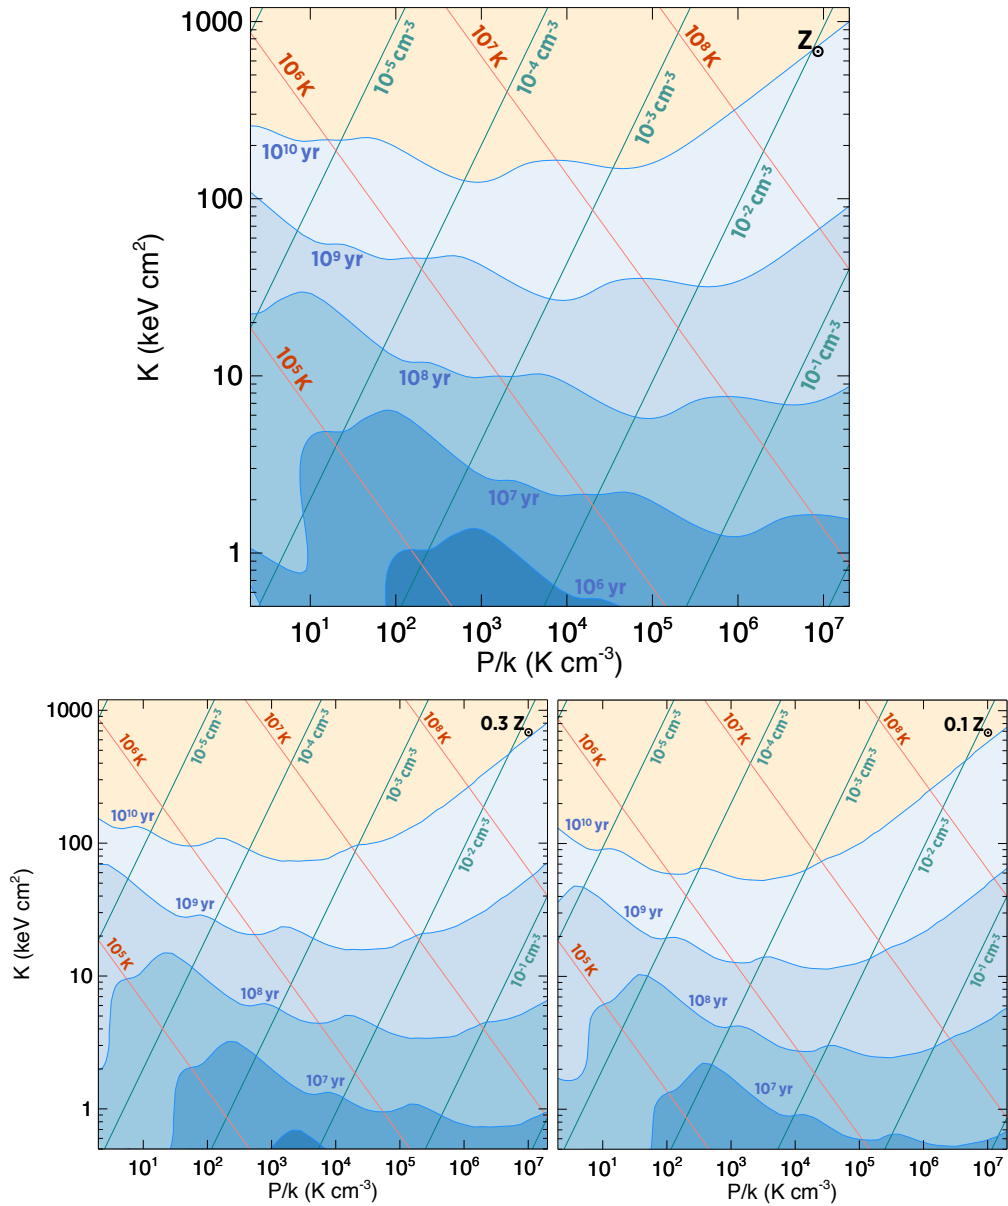 1000
100
10
1
K (keV cm²)
10⁶ K
10⁻⁵ cm⁻³
10⁷ K
10⁻⁴ cm⁻³
10⁸ K
10⁻³ cm⁻³
Z⊙
10¹⁰ yr
10⁻² cm⁻³
10⁹ yr
10⁵ K
10⁻¹ cm⁻³
10⁸ yr
10⁷ yr
10⁶ yr
10¹ 10² 10³ 10⁴ 10⁵ 10⁶ 10⁷
P/k (K cm⁻³)
1000
100
10
1
K (keV cm²)
10⁶ K
10⁻⁵ cm⁻³
10⁷ K
10⁻⁴ cm⁻³
10⁸ K
10⁻³ cm⁻³
0.3 Z⊙
10¹⁰ yr
10⁻² cm⁻³
10⁹ yr
10⁵ K
10⁻¹ cm⁻³
10⁸ yr
10⁷ yr
10¹ 10² 10³ 10⁴ 10⁵ 10⁶ 10⁷
P/k (K cm⁻³)
10⁶ K
10⁻⁵ cm⁻³
10⁷ K
10⁻⁴ cm⁻³
10⁸ K
10⁻³ cm⁻³
0.1 Z⊙
10¹⁰ yr
10⁻² cm⁻³
10⁹ yr
10⁵ K
10⁻¹ cm⁻³
10⁸ yr
10⁷ yr
10¹ 10² 10³ 10⁴ 10⁵ 10⁶ 10⁷
P/k (K cm⁻³)